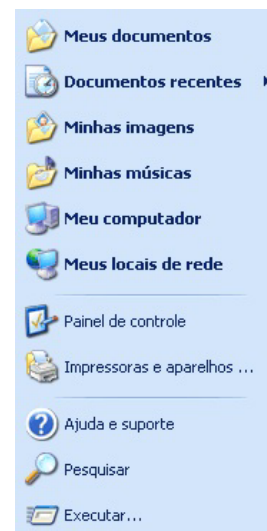 Meus documentos
Documentos recentes
Minhas imagens
Minhas músicas
Meu computador
Meus locais de rede
Painel de controle
Impressoras e aparelhos ...
Ajuda e suporte
Pesquisar
Executar...